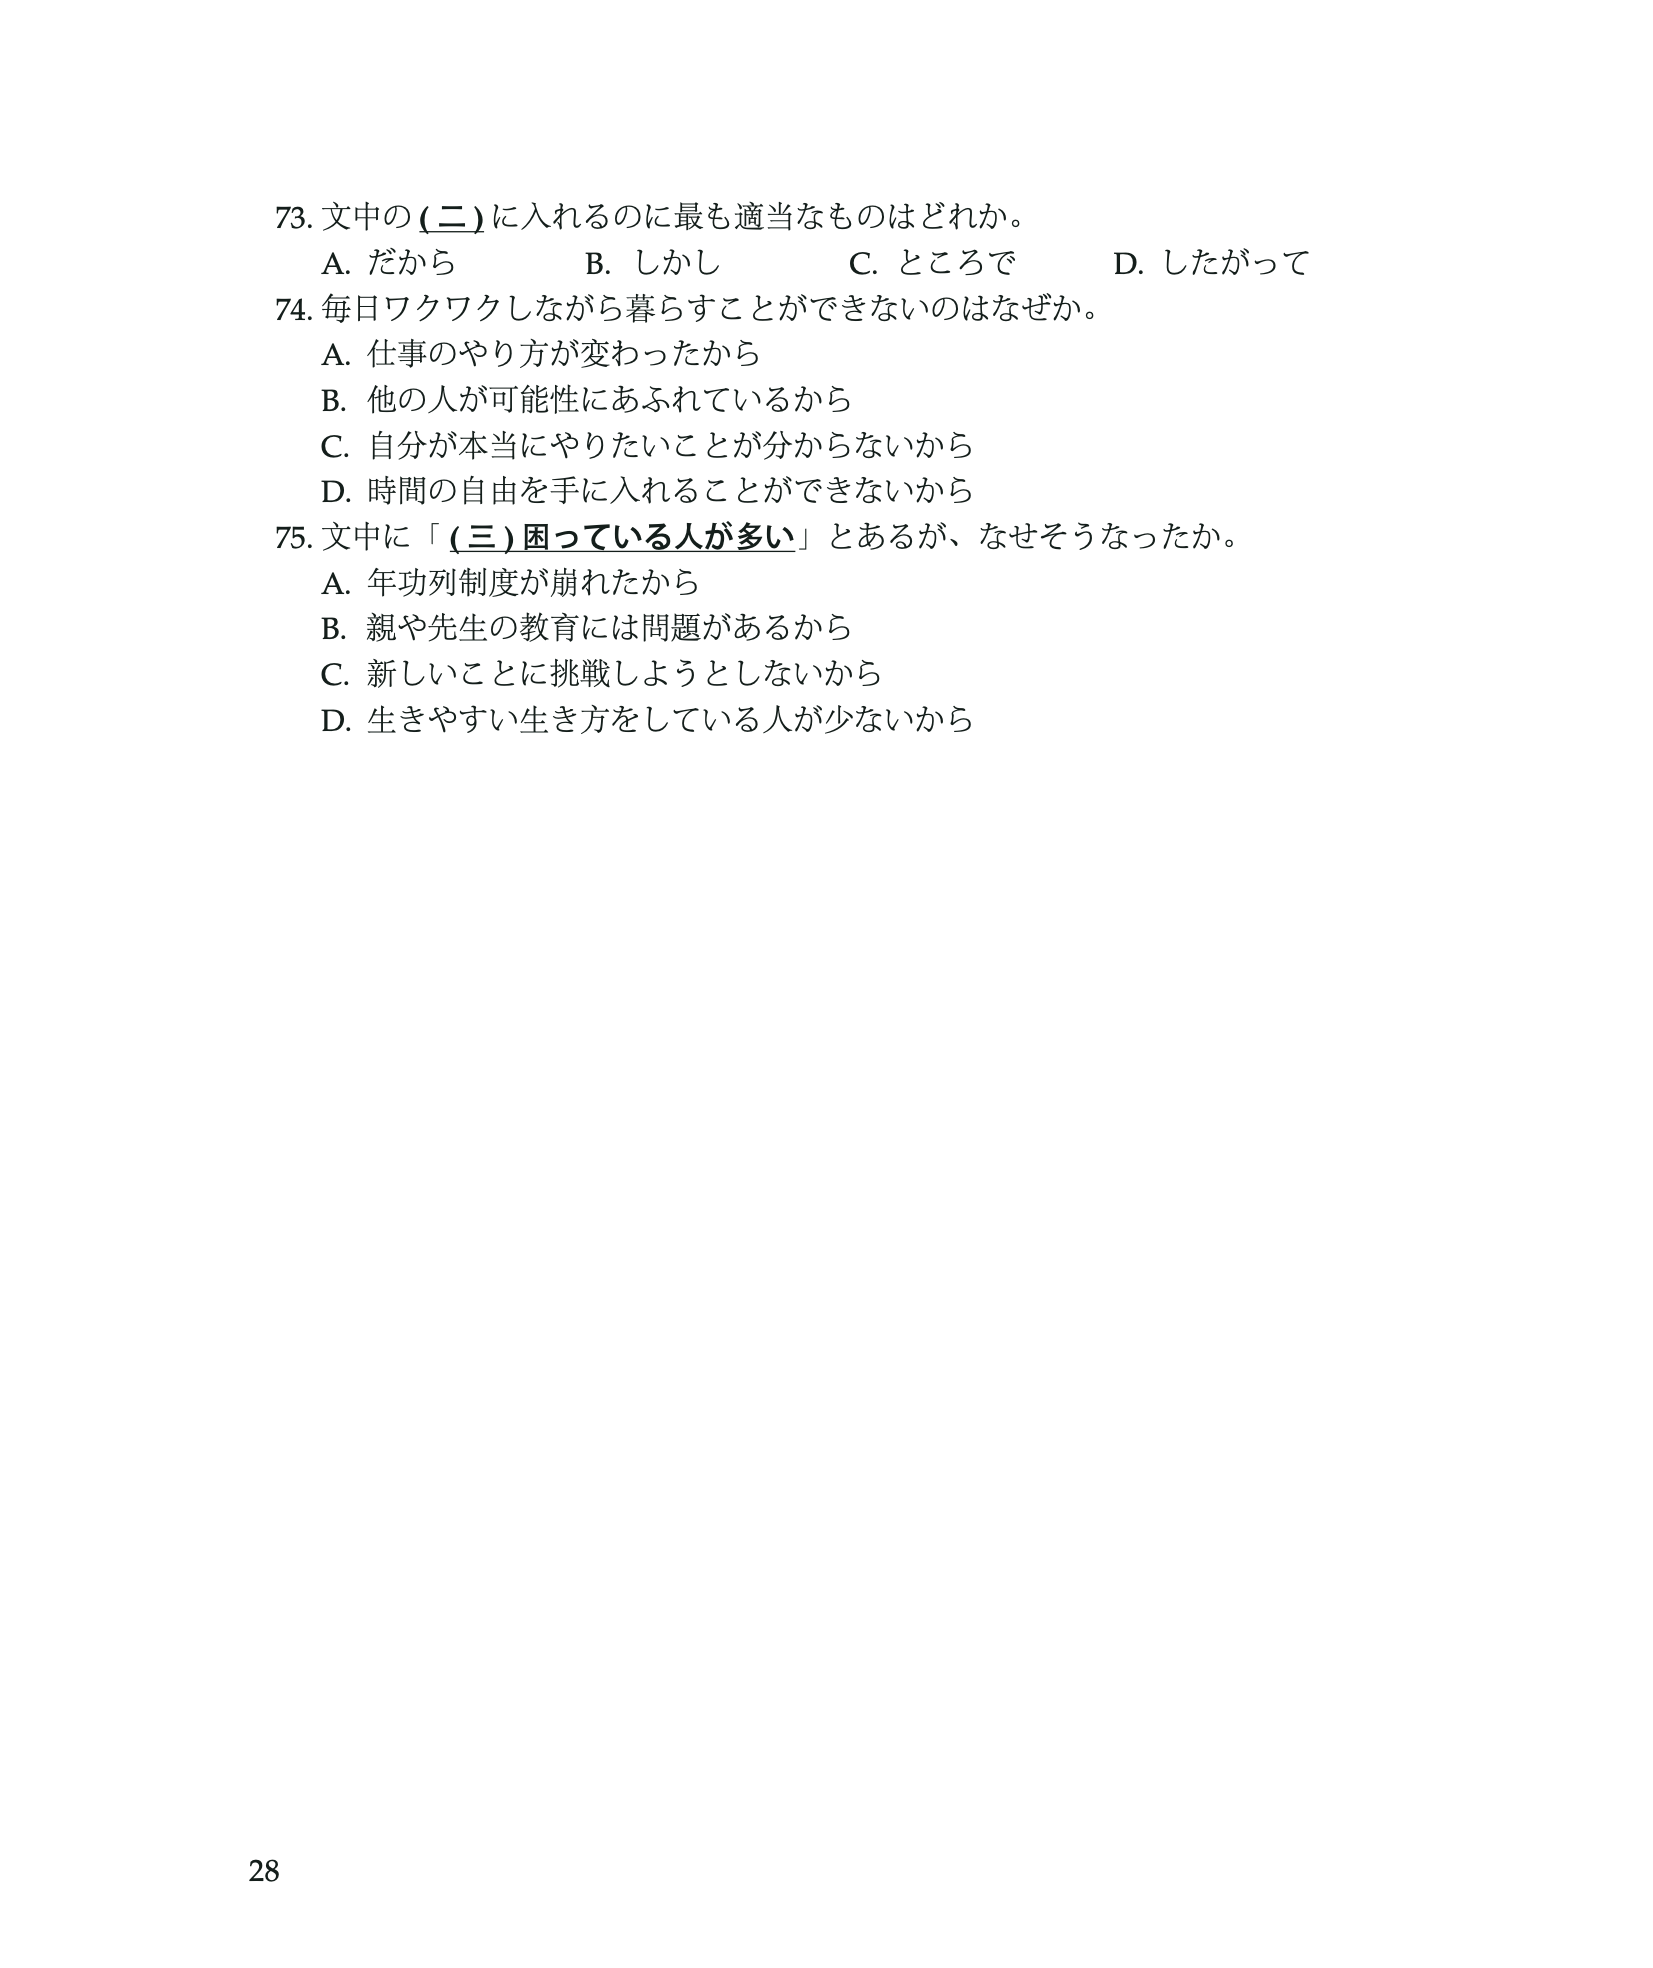 73. 文中の ( 二 ) に入れるのに最も適当なものはどれか。
A. だから B. しかし C. ところで D. したがって
74. 毎日ワクワクしながら暮らすことができないのはなぜか。
A. 仕事のやり方が変わったから
B. 他の人が可能性にあふれているから
C. 自分が本当にやりたいことが分からないから
D. 時間の自由を手に入れることができないから
75. 文中に「 ( 三 ) 困っている人が多い」とあるが、なせそうなったか。
A. 年功列制度が崩れたから
B. 親や先生の教育には問題があるから
C. 新しいことに挑戦しようとしないから
D. 生きやすい生き方をしている人が少ないから
28